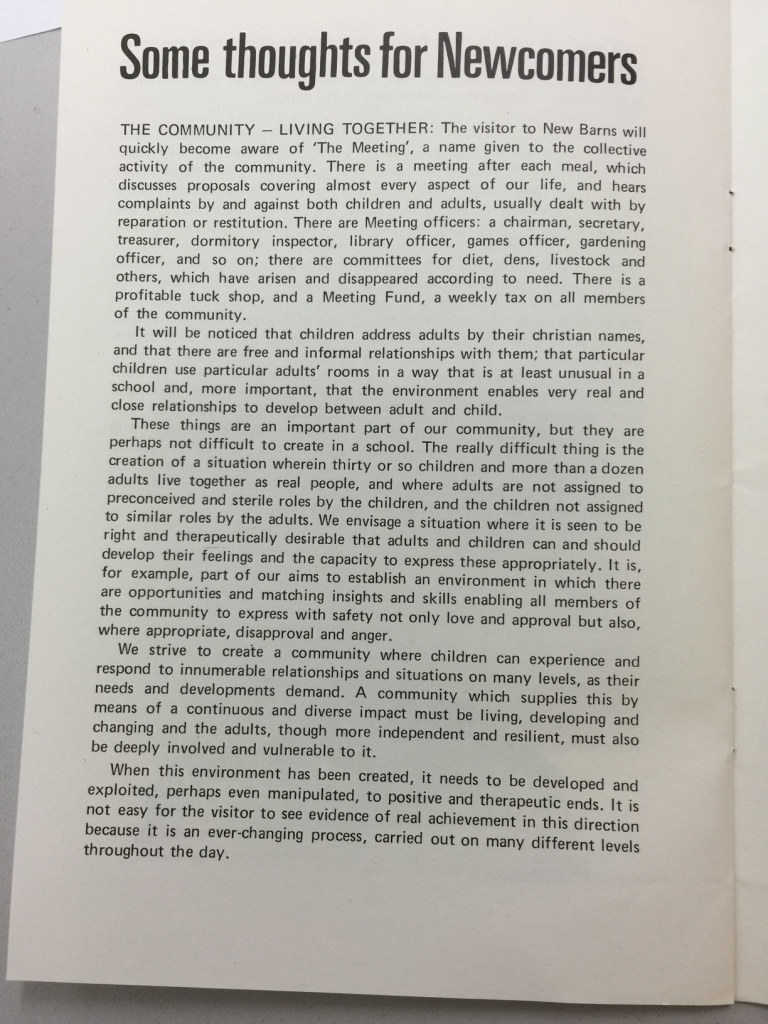 Some thoughts for Newcomers
THE COMMUNITY – LIVING TOGETHER: The visitor to New Barns will
quickly become aware of 'The Meeting', a name given to the collective
activity of the community. There is a meeting after each meal, which
discusses proposals covering almost every aspect of our life, and hears
complaints by and against both children and adults, usually dealt with by
reparation or restitution. There are Meeting officers: a chairman, secretary,
treasurer, dormitory inspector, library officer, games officer, gardening
officer, and so on; there are committees for diet, dens, livestock and
others, which have arisen and disappeared according to need. There is a
profitable tuck shop, and a Meeting Fund, a weekly tax on all members
of the community.
It will be noticed that children address adults by their christian names,
and that there are free and informal relationships with them; that particular
children use particular adults' rooms in a way that is at least unusual in a
school and, more important, that the environment enables very real and
close relationships to develop between adult and child.
These things are an important part of our community, but they are
perhaps not difficult to create in a school. The really difficult thing is the
creation of a situation wherein thirty or so children and more than a dozen
adults live together as real people, and where adults are not assigned to
preconceived and sterile roles by the children, and the children not assigned
to similar roles by the adults. We envisage a situation where it is seen to be
right and therapeutically desirable that adults and children can and should
develop their feelings and the capacity to express these appropriately. It is,
for example, part of our aims to establish an environment in which there
are opportunities and matching insights and skills enabling all members of
the community to express with safety not only love and approval but also,
where appropriate, disapproval and anger.
We strive to create a community where children can experience and
respond to innumerable relationships and situations on many levels, as their
needs and developments demand. A community which supplies this by
means of a continuous and diverse impact must be living, developing and
changing and the adults, though more independent and resilient, must also
be deeply involved and vulnerable to it.
When this environment has been created, it needs to be developed and
exploited, perhaps even manipulated, to positive and therapeutic ends. It is
not easy for the visitor to see evidence of real achievement in this direction
because it is an ever-changing process, carried out on many different levels
throughout the day.